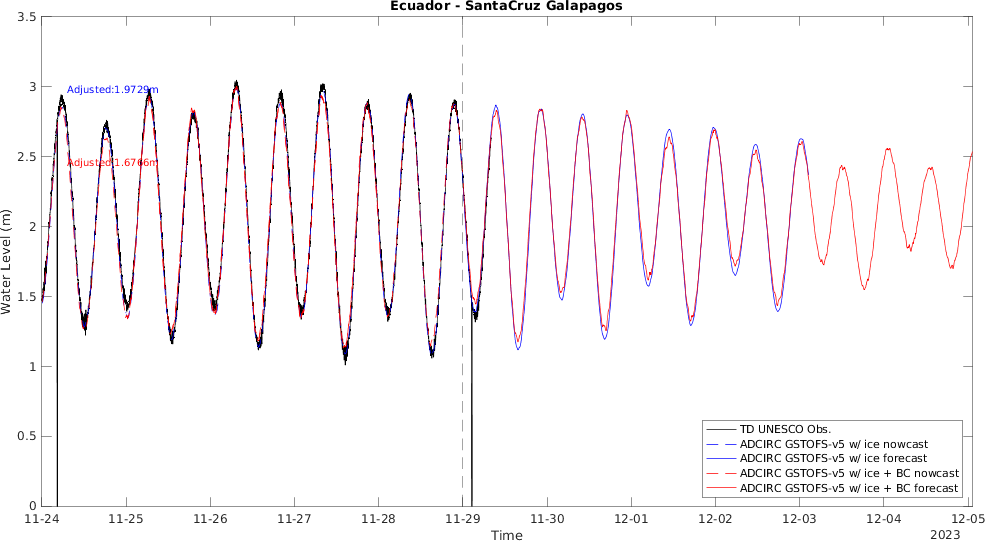 Ecuador - SantaCruz Galapagos
Water Level (m)
3.5
3
2.5
2
1.5
1
0.5
0
Adjusted:1.9729m
Adjusted:1.6766m
TD UNESCO Obs.
ADCIRC GSTOFS-v5 w/ ice nowcast
ADCIRC GSTOFS-v5 w/ ice forecast
ADCIRC GSTOFS-v5 w/ ice + BC nowcast
ADCIRC GSTOFS-v5 w/ ice + BC forecast
11-24 11-25 11-26 11-27 11-28 11-29 11-30 12-01 12-02 12-03 12-04 12-05
Time
2023